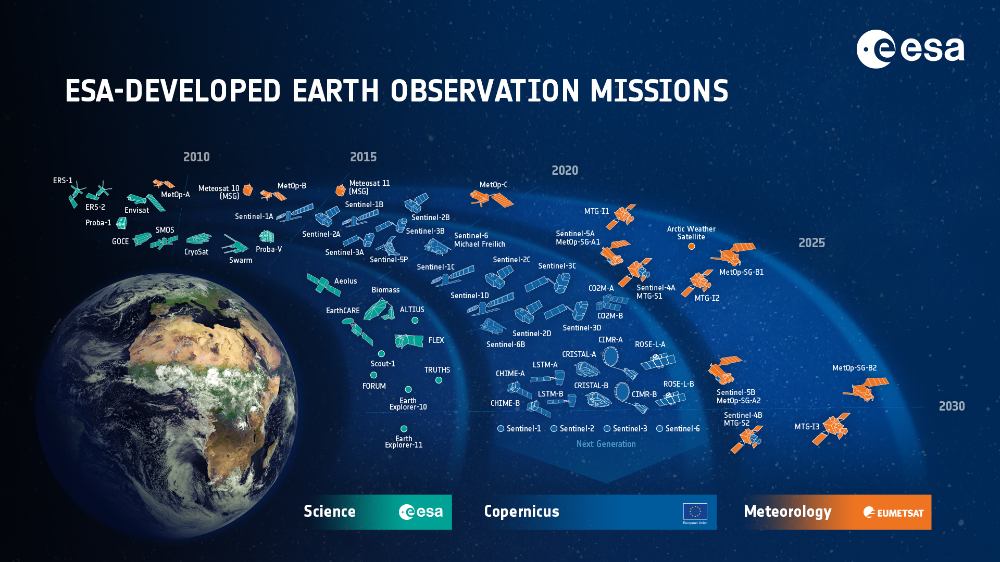 esa
ESA-DEVELOPED EARTH OBSERVATION MISSIONS
2010
2015
2020
2025
2030
ERS-1
ERS-2
MetOp-A
Envisat
Proba-1
GOCE
SMOS
CryoSat
Swarm
Proba-V
Meteosat 10
(MSG)
MetOp-B
Meteosat 11
(MSG)
MetOp-C
Sentinel-1A
Sentinel-1B
Sentinel-2A
Sentinel-2B
Sentinel-3A
Sentinel-3B
Sentinel-5P
Sentinel-6
Michael Freilich
Sentinel-1C
Sentinel-2C
Sentinel-3C
Sentinel-1D
Sentinel-2D
Sentinel-3D
Sentinel-6B
CO2M-A
CO2M-B
MTG-I1
Sentinel-5A
MetOp-SG-A1
Arctic Weather
Satellite
MetOp-SG-B1
Sentinel-4A
MTG-S1
MTG-I2
Aeolus
Biomass
EarthCARE
ALTIUS
FLEX
Scout-1
FORUM
TRUTHS
Earth
Explorer-10
Earth
Explorer-11
CIMR-A
ROSE-L-A
CRISTAL-A
LSTM-A
CHIME-A
CRISTAL-B
ROSE-L-B
LSTM-B
CIMR-B
CHIME-B
Sentinel-1
Sentinel-2
Sentinel-3
Sentinel-6
Next Generation
MetOp-SG-B2
Sentinel-5B
MetOp-SG-A2
Sentinel-4B
MTG-S2
MTG-I3
Science
esa
Copernicus
European Union
Meteorology
EUMETSAT